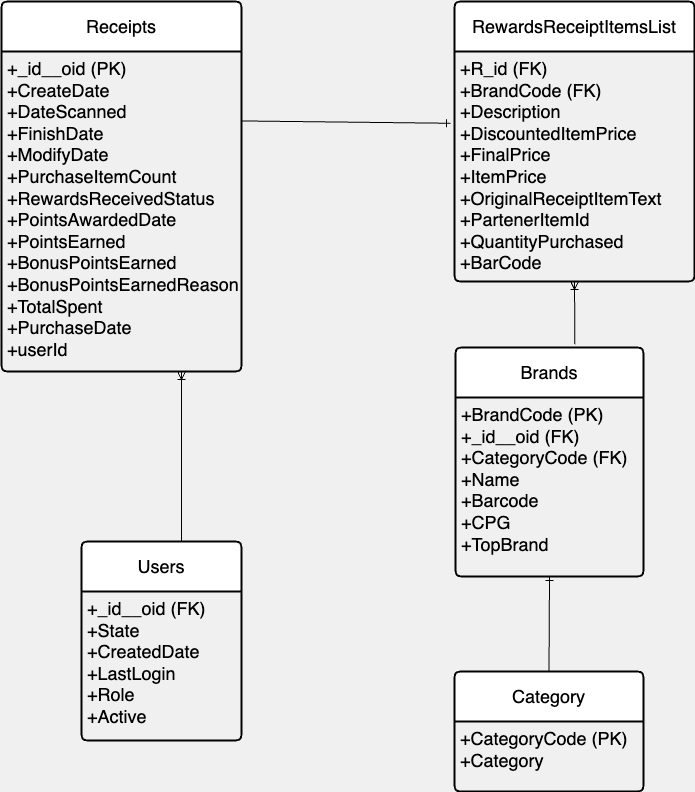 Receipts
+_id__oid (PK)
+CreateDate
+DateScanned
+FinishDate
+ModifyDate
+PurchaseItemCount
+RewardsReceivedStatus
+PointsAwardedDate
+PointsEarned
+BonusPointsEarned
+BonusPointsEarnedReason
+TotalSpent
+PurchaseDate
+userId
RewardsReceiptItemsList
+R_id (FK)
+BrandCode (FK)
+Description
+DiscountedItemPrice
+FinalPrice
+ItemPrice
+OriginalReceiptItemText
+PartenerItemId
+QuantityPurchased
+BarCode
Brands
+BrandCode (PK)
+_id__oid (FK)
+CategoryCode (FK)
+Name
+Barcode
+CPG
+TopBrand
Users
+_id__oid (FK)
+State
+CreatedDate
+LastLogin
+Role
+Active
Category
+CategoryCode (PK)
+Category